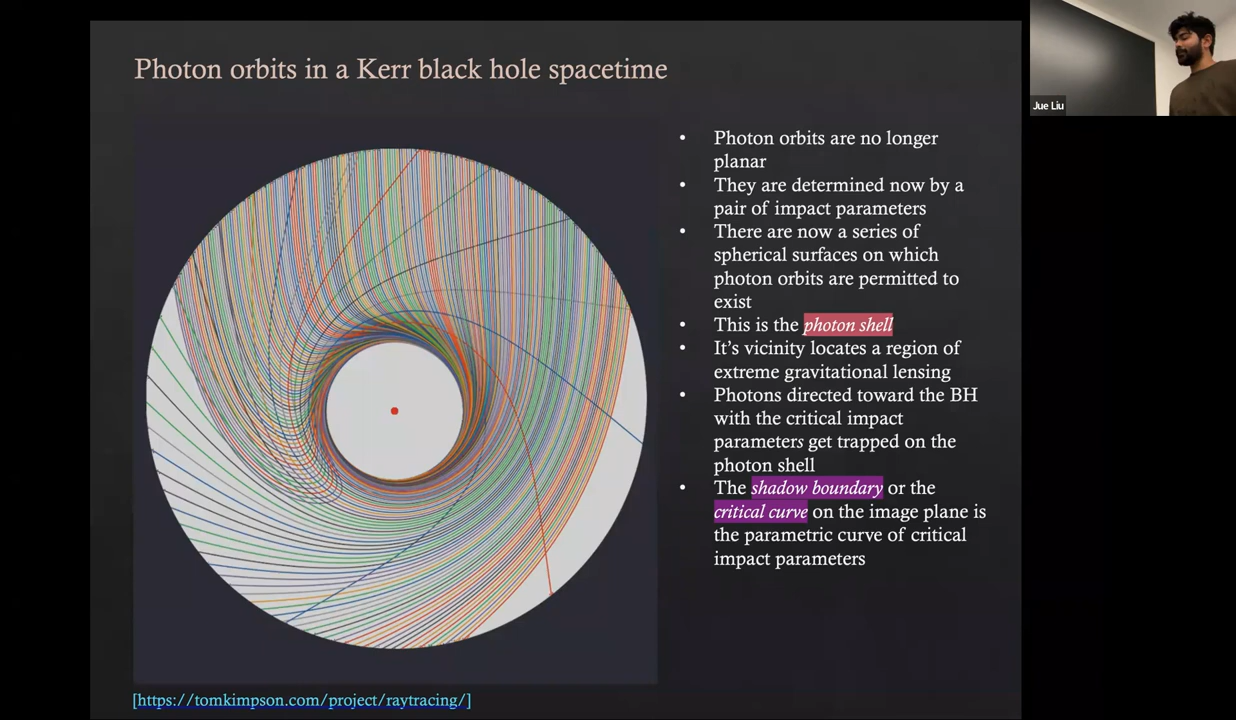 Photon orbits in a Kerr black hole spacetime
Jue Liu
• Photon orbits are no longer
planar
• They are determined now by a
pair of impact parameters
• There are now a series of
spherical surfaces on which
photon orbits are permitted to
exist
• This is the photon shell
• It's vicinity locates a region of
extreme gravitational lensing
• Photons directed toward the BH
with the critical impact
parameters get trapped on the
photon shell
• The shadow boundary or the
critical curve on the image plane is
the parametric curve of critical
impact parameters
[https://tomkimpson.com/project/raytracing/]